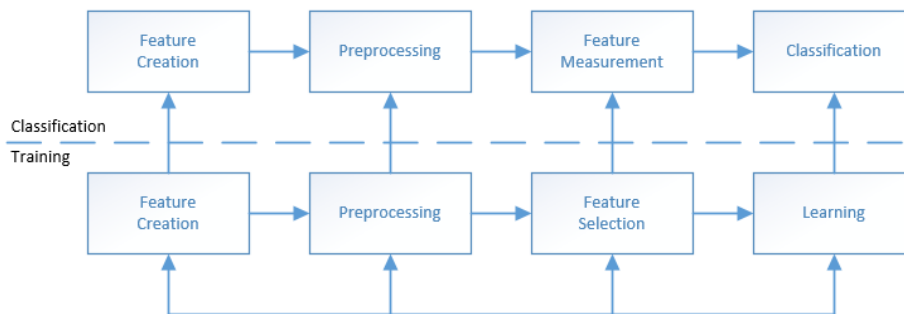 Feature
Creation
Preprocessing
Feature
Measurement
Classification
Classification
Training
Feature
Creation
Preprocessing
Feature
Selection
Learning